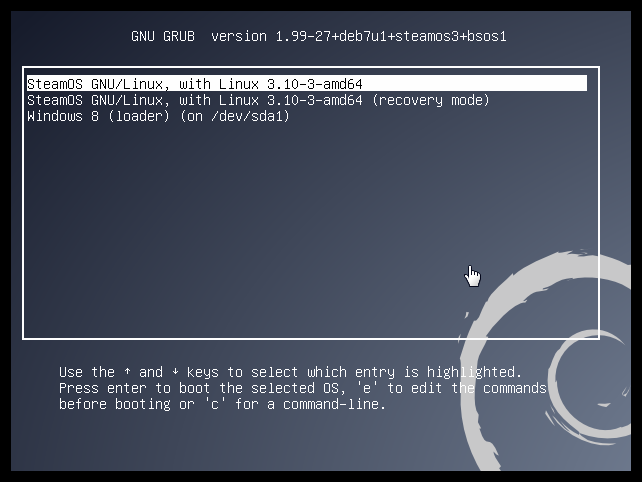 GNU GRUB  version 1.99-27+deb7u1+steamos3+bsos1
SteamOS GNU/Linux, with Linux 3.10-3-amd64
SteamOS GNU/Linux, with Linux 3.10-3-amd64 (recovery mode)
Windows 8 (loader) (on /dev/sda1)
Use the ↑ and ↓ keys to select which entry is highlighted.
Press enter to boot the selected OS, 'e' to edit the commands
before booting or 'c' for a command-line.